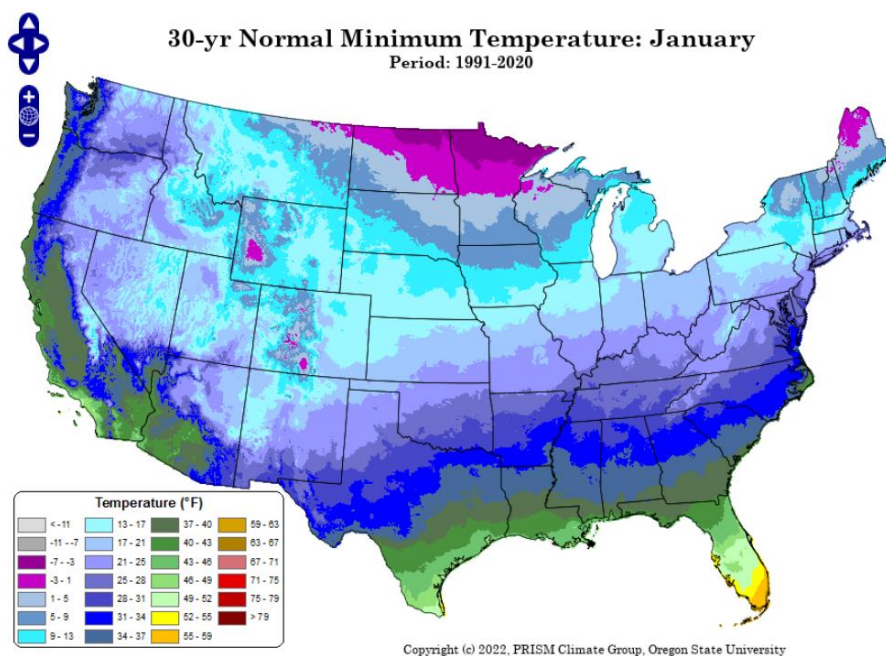 30-yr Normal Minimum Temperature: January
Period: 1991-2020
Temperature (°F)
< -11
-11 - -7
-7 - -3
-3 - 1
1 - 5
5 - 9
9 - 13
13 - 17
17 - 21
21 - 25
25 - 28
28 - 31
31 - 34
34 - 37
37 - 40
40 - 43
43 - 46
46 - 49
49 - 52
52 - 55
55 - 59
59 - 63
63 - 67
67 - 71
71 - 75
75 - 79
> 79
Copyright (c) 2022, PRISM Climate Group, Oregon State University